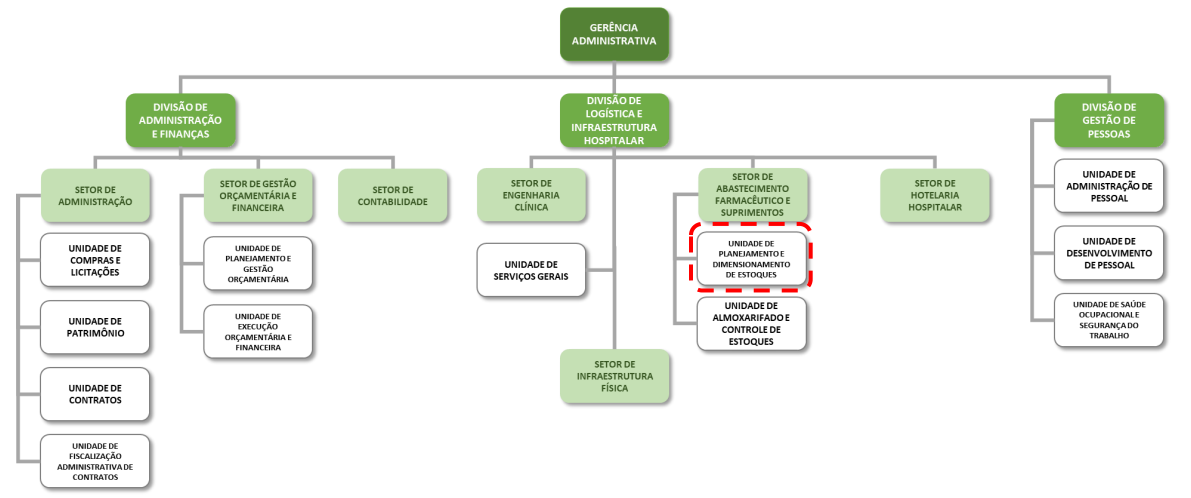 GERÊNCIA
ADMINISTRATIVA
DIVISÃO DE
ADMINISTRAÇÃO
E FINANÇAS
DIVISÃO DE
LOGÍSTICA E
INFRAESTRUTURA
HOSPITALAR
DIVISÃO DE
GESTÃO DE
PESSOAS
SETOR DE
ADMINISTRAÇÃO
SETOR DE GESTÃO
ORÇAMENTÁRIA E
FINANCEIRA
SETOR DE
CONTABILIDADE
SETOR DE
ENGENHARIA
CLÍNICA
SETOR DE
ABASTECIMENTO
FARMACÊUTICO E
SUPRIMENTOS
SETOR DE
HOTELARIA
HOSPITALAR
UNIDADE DE
ADMINISTRAÇÃO DE
PESSOAL
UNIDADE DE
COMPRAS E
LICITAÇÕES
UNIDADE DE
PLANEJAMENTO E
GESTÃO
ORÇAMENTÁRIA
UNIDADE DE
SERVIÇOS GERAIS
UNIDADE DE
PLANEJAMENTO E
DIMENSIONAMENTO
DE ESTOQUES
UNIDADE DE
DESENVOLVIMENTO
DE PESSOAL
UNIDADE DE
PATRIMÔNIO
UNIDADE DE
EXECUÇÃO
ORÇAMENTÁRIA E
FINANCEIRA
UNIDADE DE
ALMOXARIFADO E
CONTROLE DE
ESTOQUES
UNIDADE DE SAÚDE
OCUPACIONAL E
SEGURANÇA DO
TRABALHO
UNIDADE DE
CONTRATOS
SETOR DE
INFRAESTRUTURA
FÍSICA
UNIDADE DE
FISCALIZAÇÃO
ADMINISTRATIVA DE
CONTRATOS